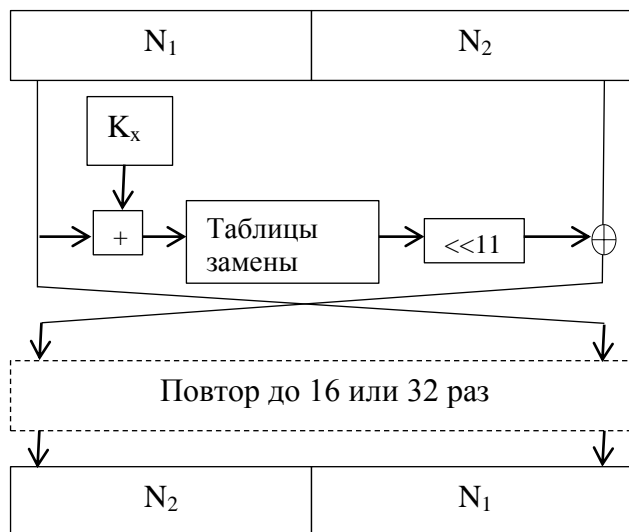 N₁ N₂
Kₓ
+
Таблицы
замены
<<11
Повтор до 16 или 32 раз
N₂ N₁